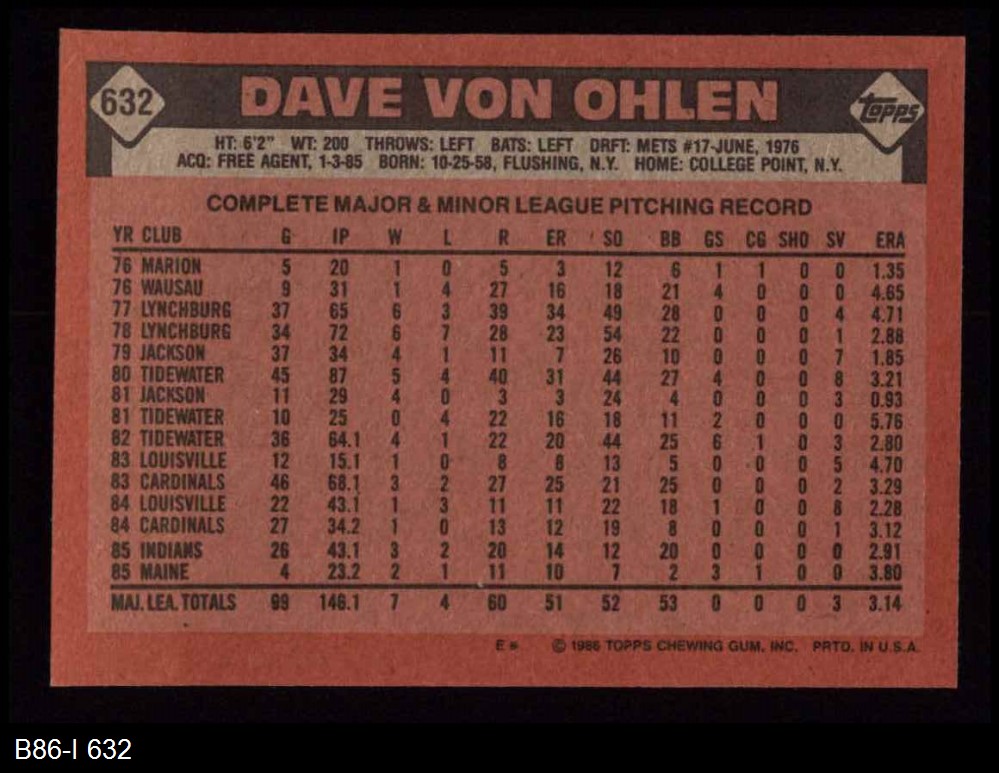 632 DAVE VON OHLEN TOPPS
HT: 6'2" WT: 200 THROWS: LEFT BATS: LEFT DRFT: METS #17-JUNE, 1976
ACQ: FREE AGENT, 1-3-85 BORN: 10-25-58, FLUSHING, N.Y. HOME: COLLEGE POINT, N.Y.
COMPLETE MAJOR & MINOR LEAGUE PITCHING RECORD
YR CLUB G IP W L R ER SO BB GS CG SHO SV ERA
76 MARION 5 20 1 0 5 3 12 6 1 1 0 0 1.35
76 WAUSAU 9 31 1 4 27 16 18 21 4 0 0 0 4.65
77 LYNCHBURG 37 65 6 3 39 34 49 28 0 0 0 4 4.71
78 LYNCHBURG 34 72 6 7 28 23 54 22 0 0 0 1 2.88
79 JACKSON 37 34 4 1 11 7 26 10 0 0 0 7 1.85
80 TIDEWATER 45 87 5 4 40 31 44 27 4 0 0 8 3.21
81 JACKSON 11 29 4 0 3 3 24 4 0 0 0 3 0.93
81 TIDEWATER 10 25 0 4 22 16 18 11 2 0 0 0 5.76
82 TIDEWATER 36 64.1 4 1 22 20 44 25 6 1 0 3 2.80
83 LOUISVILLE 12 15.1 1 0 8 8 13 5 0 0 0 5 4.70
83 CARDINALS 46 68.1 3 2 27 25 21 25 0 0 0 2 3.29
84 LOUISVILLE 22 43.1 1 3 11 11 22 18 1 0 0 8 2.28
84 CARDINALS 27 34.2 1 0 13 12 19 8 0 0 0 1 3.12
85 INDIANS 26 43.1 3 2 20 14 12 20 0 0 0 0 2.91
85 MAINE 4 23.2 2 1 11 10 7 2 3 1 0 0 3.80
MAJ. LEA. TOTALS 99 146.1 7 4 60 51 52 53 0 0 0 3 3.14
E * © 1986 TOPPS CHEWING GUM, INC. PRTD. IN U.S.A.
B86-I 632